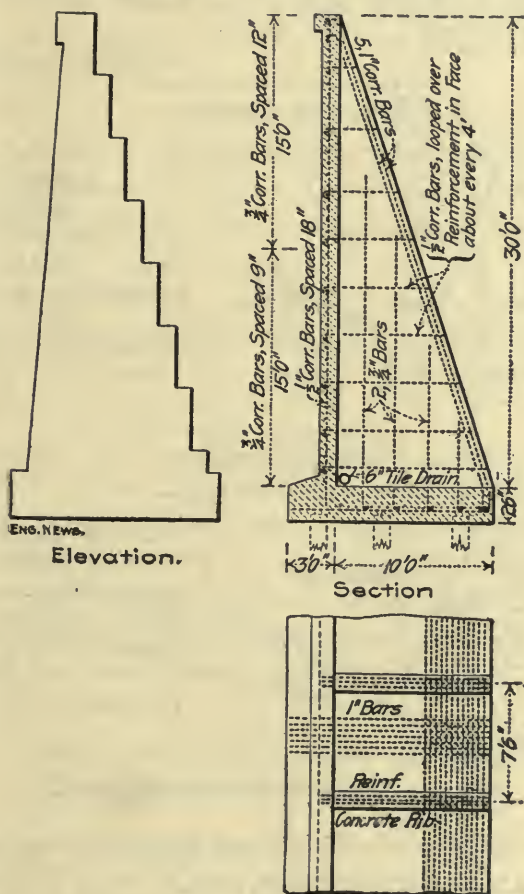 3/4" Corr. Bars, Spaced 12"
15'0"
3/4" Corr. Bars, Spaced 9"
15'0"
1/2" Corr. Bars, Spaced 18"
5, 1" Corr. Bars
1/2" Corr. Bars, looped over
Reinforcement in Face
about every 4'
30'0"
2, 3/4" Bars
6" Tile Drain
2'6"
ENG. NEWS.
Elevation.
3'0"
10'0"
Section
1" Bars
7'6"
Reinf.
Concrete Rib